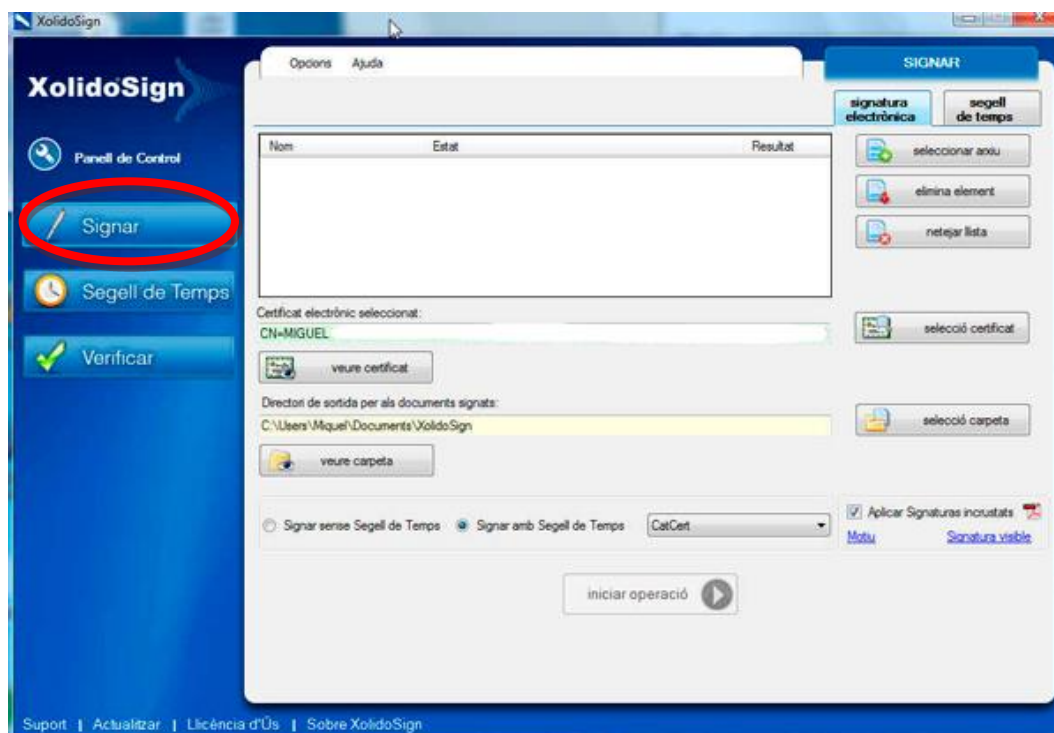 XolidoSign
Opcions Ajuda
SIGNAR
XolidoSign
signatura electrònica
segell de temps
Panell de Control
Nom Estat Resultat
seleccionar arxiu
elimina element
netejar llista
Signar
Segell de Temps
Verificar
Certificat electrònic seleccionat:
CN=MIGUEL
selecció certificat
veure certificat
Directori de sortida per als documents signats:
C:\Users\Miquel\Documents\XolidoSign
selecció carpeta
veure carpeta
Signar sense Segell de Temps Signar amb Segell de Temps CatCert
Aplicar Signaturas incrustats
Motiu Signatura visible
iniciar operació
Suport | Actualitzar | Llicència d'Ús | Sobre XolidoSign